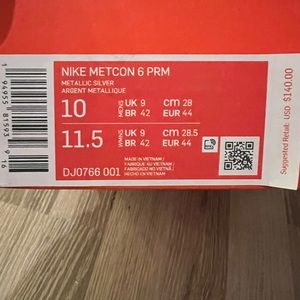 NIKE METCON 6 PRM
METALLIC SILVER
ARGENT METALLIQUE
10 MENS UK 9 CM 28
BR 42 EUR 44
11.5 WMNS UK 9 CM 28.5
BR 42 EUR 44
DJ0766 001
MADE IN VIETNAM /
FABRIQUÉ AU VIETNAM /
FABRICADO NO VIETNÃ /
HECHO EN VIETNAM
Suggested Retail: USD $140.00